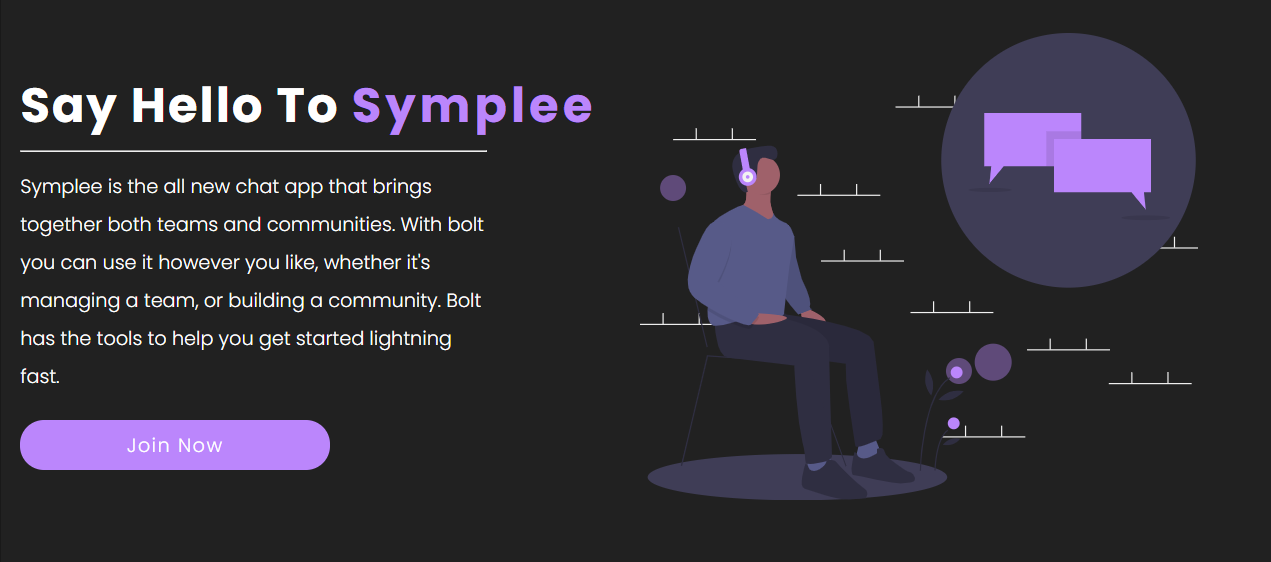 Say Hello To Symplee
Symplee is the all new chat app that brings
together both teams and communities. With bolt
you can use it however you like, whether it's
managing a team, or building a community. Bolt
has the tools to help you get started lightning
fast.
Join Now